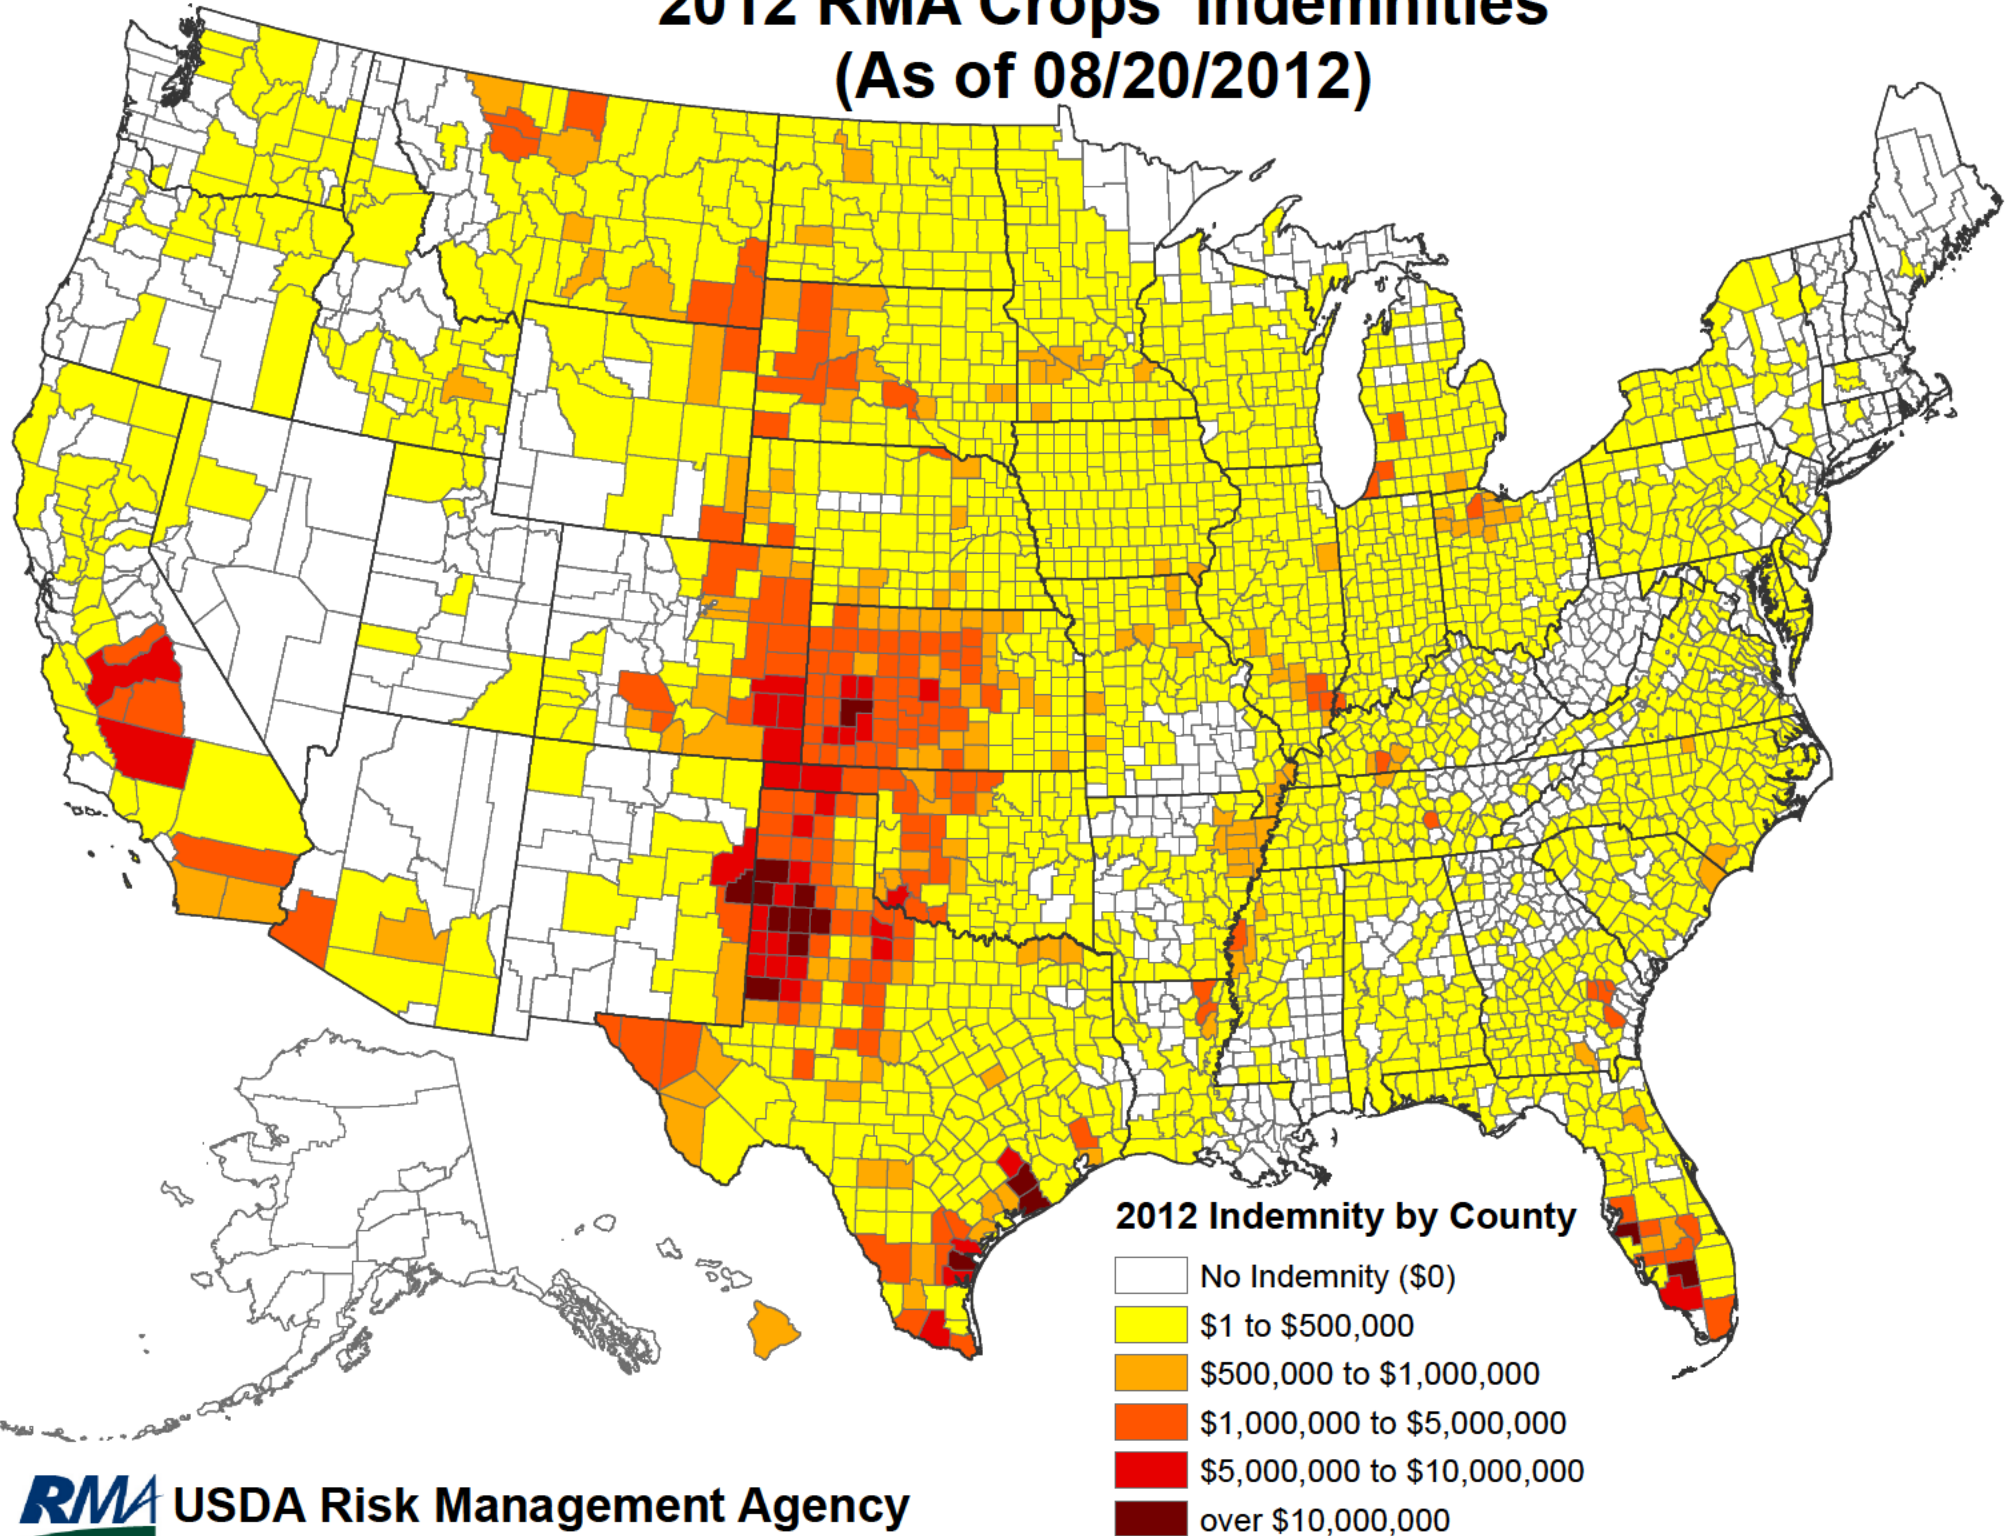 2012 RMA Crops' Indemnities
(As of 08/20/2012)
2012 Indemnity by County
No Indemnity ($0)
$1 to $500,000
$500,000 to $1,000,000
$1,000,000 to $5,000,000
$5,000,000 to $10,000,000
over $10,000,000
RMA USDA Risk Management Agency